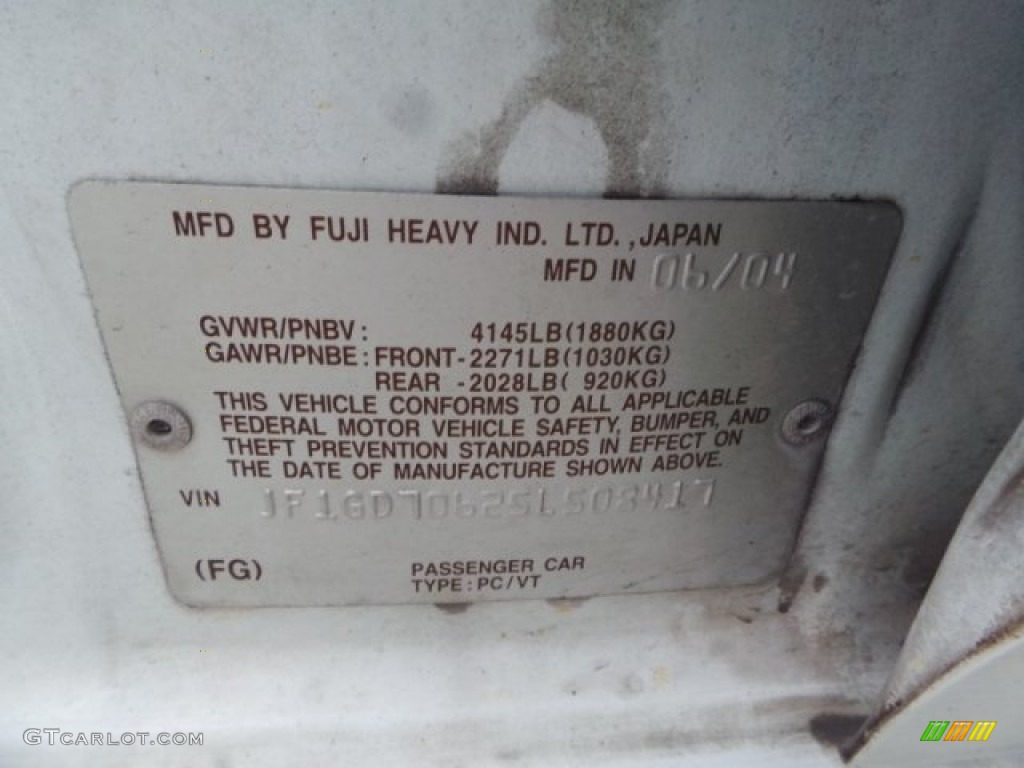 MFD BY FUJI HEAVY IND. LTD., JAPAN
MFD IN 06/04
GVWR/PNBV: 4145LB(1880KG)
GAWR/PNBE: FRONT-2271LB(1030KG)
REAR -2028LB( 920KG)
THIS VEHICLE CONFORMS TO ALL APPLICABLE
FEDERAL MOTOR VEHICLE SAFETY, BUMPER, AND
THEFT PREVENTION STANDARDS IN EFFECT ON
THE DATE OF MANUFACTURE SHOWN ABOVE.
VIN JF1GD70625L508417
(FG)
PASSENGER CAR
TYPE: PC/VT
GTCARLOT.COM